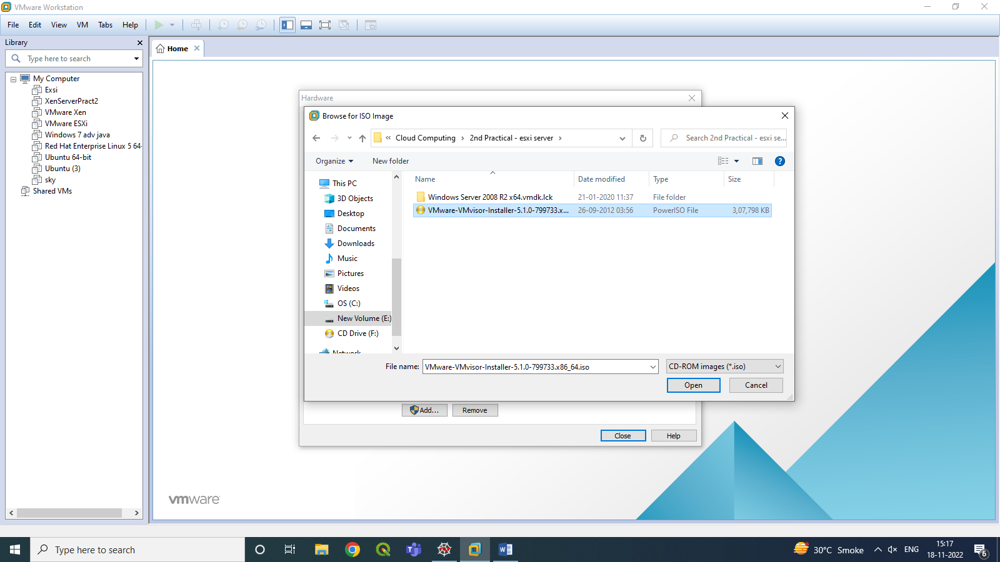 VMware Workstation
File Edit View VM Tabs Help
Library
Type here to search
My Computer
Exsi
XenServerPract2
VMware Xen
VMware ESXi
Windows 7 adv java
Red Hat Enterprise Linux 5 64-
Ubuntu 64-bit
Ubuntu (3)
sky
Shared VMs
Home
Hardware
Browse for ISO Image
« Cloud Computing › 2nd Practical - esxi server ›
Search 2nd Practical - esxi se...
Organize New folder
This PC
3D Objects
Desktop
Documents
Downloads
Music
Pictures
Videos
OS (C:)
New Volume (E:)
CD Drive (F:)
Network
Name Date modified Type Size
Windows Server 2008 R2 x64.vmdk.lck 21-01-2020 11:37 File folder
VMware-VMvisor-Installer-5.1.0-799733.x... 26-09-2012 03:56 PowerISO File 3,07,798 KB
File name: VMware-VMvisor-Installer-5.1.0-799733.x86_64.iso CD-ROM images (*.iso)
Open Cancel
Add... Remove
Close Help
vmware
Type here to search
30°C Smoke ENG
15:17
18-11-2022
6